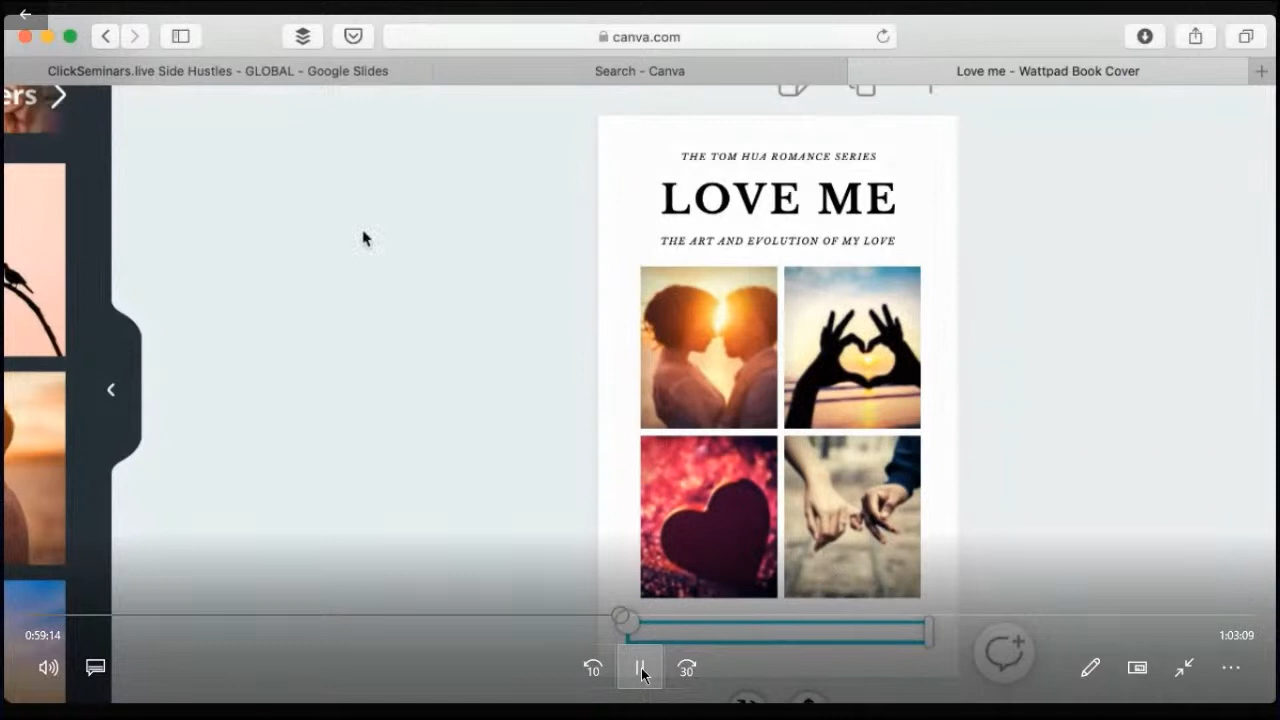 canva.com
ClickSeminars.live Side Hustles - GLOBAL - Google Slides
Search - Canva
Love me - Wattpad Book Cover
ers
THE TOM HUA ROMANCE SERIES
LOVE ME
THE ART AND EVOLUTION OF MY LOVE
0:59:14
1:03:09
10
30